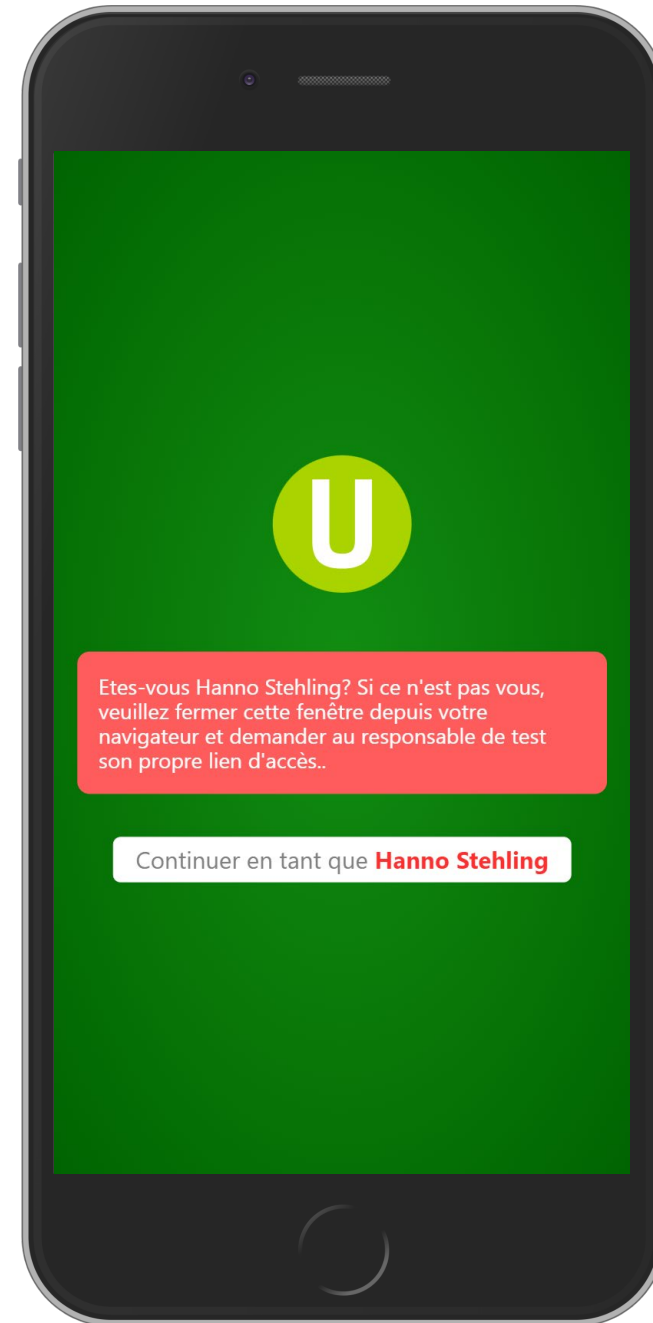 U
Etes-vous Hanno Stehling? Si ce n'est pas vous,
veuillez fermer cette fenêtre depuis votre
navigateur et demander au responsable de test
son propre lien d'accès..
Continuer en tant que Hanno Stehling